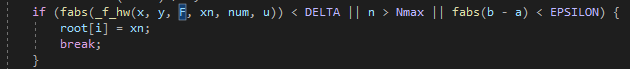 if (fabs(_f_hw(x, y, F, xn, num, u)) < DELTA || n > Nmax || fabs(b - a) < EPSILON) {
root[i] = xn;
break;
}